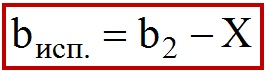 bисп. = b2 − X